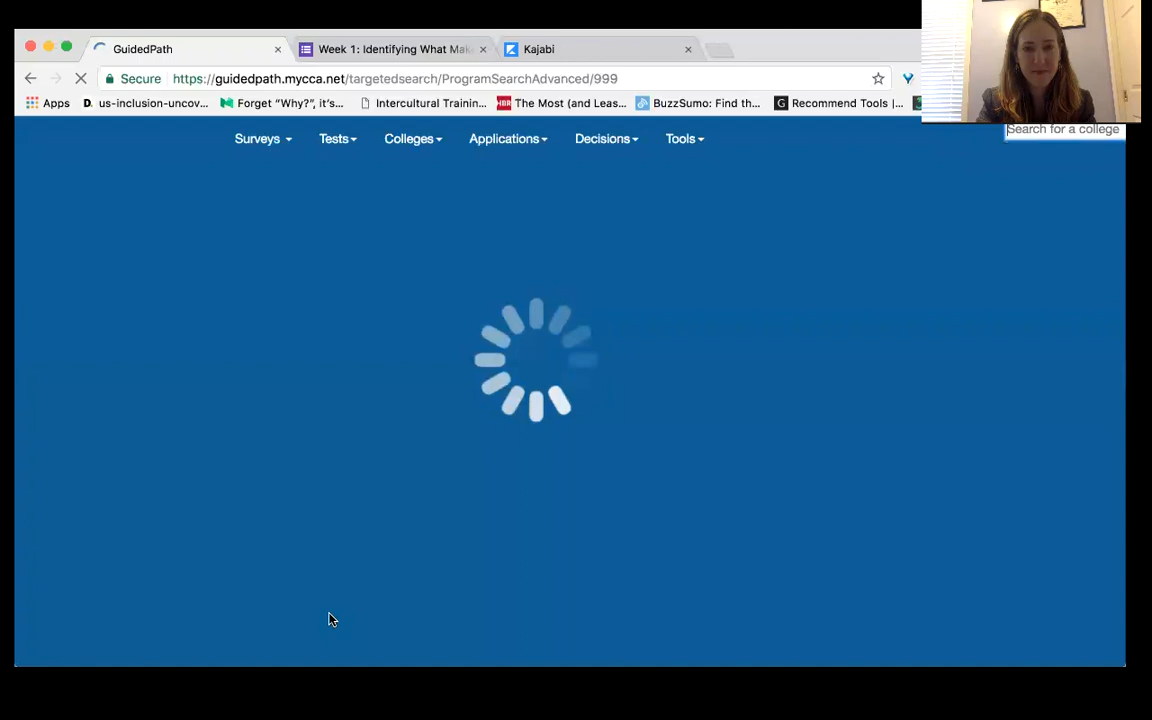 GuidedPath
Week 1: Identifying What Mak
Kajabi
Secure https://guidedpath.mycca.net/targetedsearch/ProgramSearchAdvanced/999
Apps D. us-inclusion-uncov... Forget “Why?”, it’s... Intercultural Trainin... HBR The Most (and Leas... BuzzSumo: Find th... G Recommend Tools |...
Surveys Tests Colleges Applications Decisions Tools
Search for a college